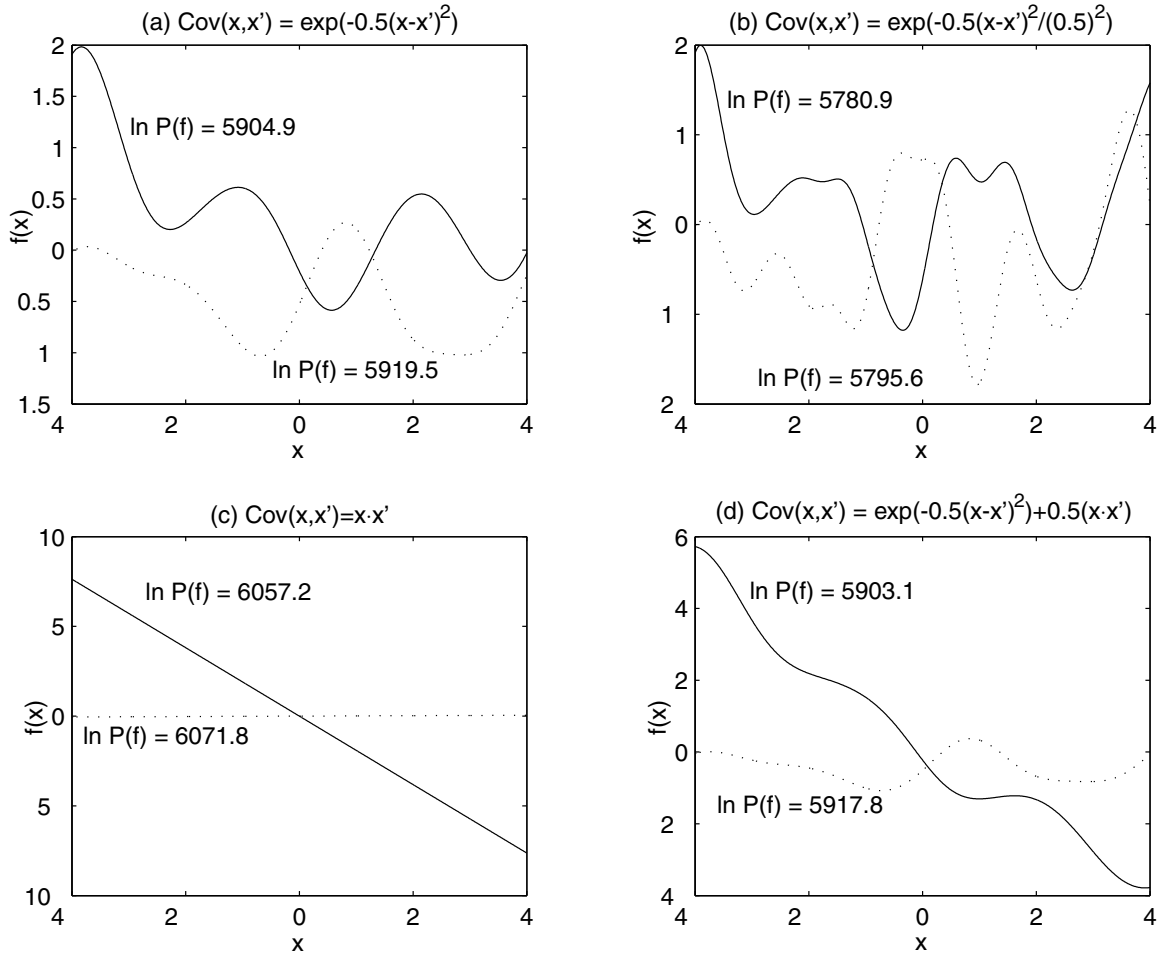 (a) Cov(x,x') = exp(-0.5(x-x')²)
2
1.5
1
0.5
0
0.5
1
1.5
f(x)
ln P(f) = 5904.9
ln P(f) = 5919.5
4 2 0 2 4
x
(b) Cov(x,x') = exp(-0.5(x-x')²/(0.5)²)
2
1
0
1
2
f(x)
ln P(f) = 5780.9
ln P(f) = 5795.6
4 2 0 2 4
x
(c) Cov(x,x')=x·x'
10
5
0
5
10
f(x)
ln P(f) = 6057.2
ln P(f) = 6071.8
4 2 0 2 4
x
(d) Cov(x,x') = exp(-0.5(x-x')²)+0.5(x·x')
6
4
2
0
2
4
f(x)
ln P(f) = 5903.1
ln P(f) = 5917.8
4 2 0 2 4
x